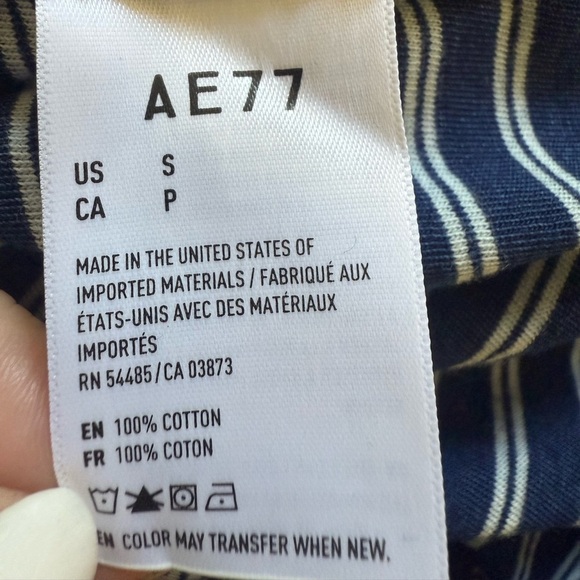 AE77
US S
CA P
MADE IN THE UNITED STATES OF
IMPORTED MATERIALS / FABRIQUÉ AUX
ÉTATS-UNIS AVEC DES MATÉRIAUX
IMPORTÉS
RN 54485/CA 03873
EN 100% COTTON
FR 100% COTON
EN COLOR MAY TRANSFER WHEN NEW.